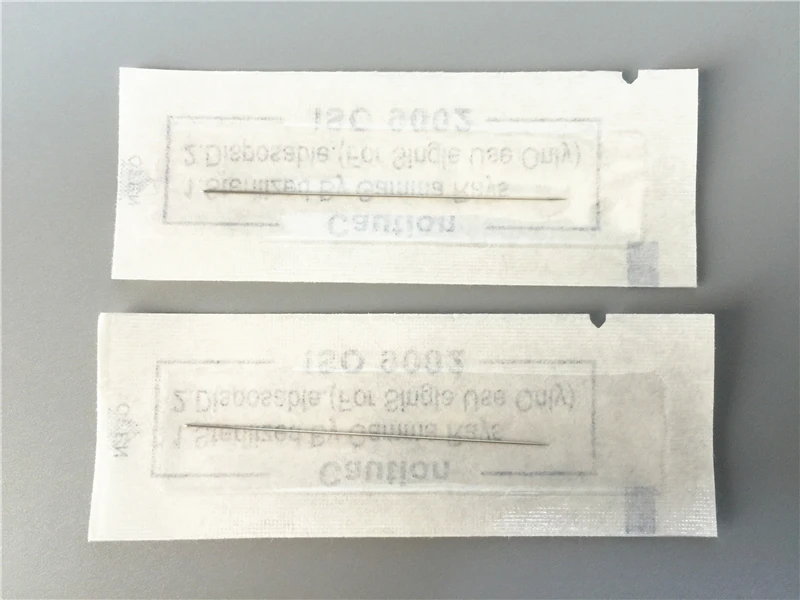 Caution
1.Sterilized By Gamma Rays
2.Disposable.(For Single Use Only)
ISO 9002
Caution
1.Sterilized By Gamma Rays
2.Disposable.(For Single Use Only)
ISO 9002